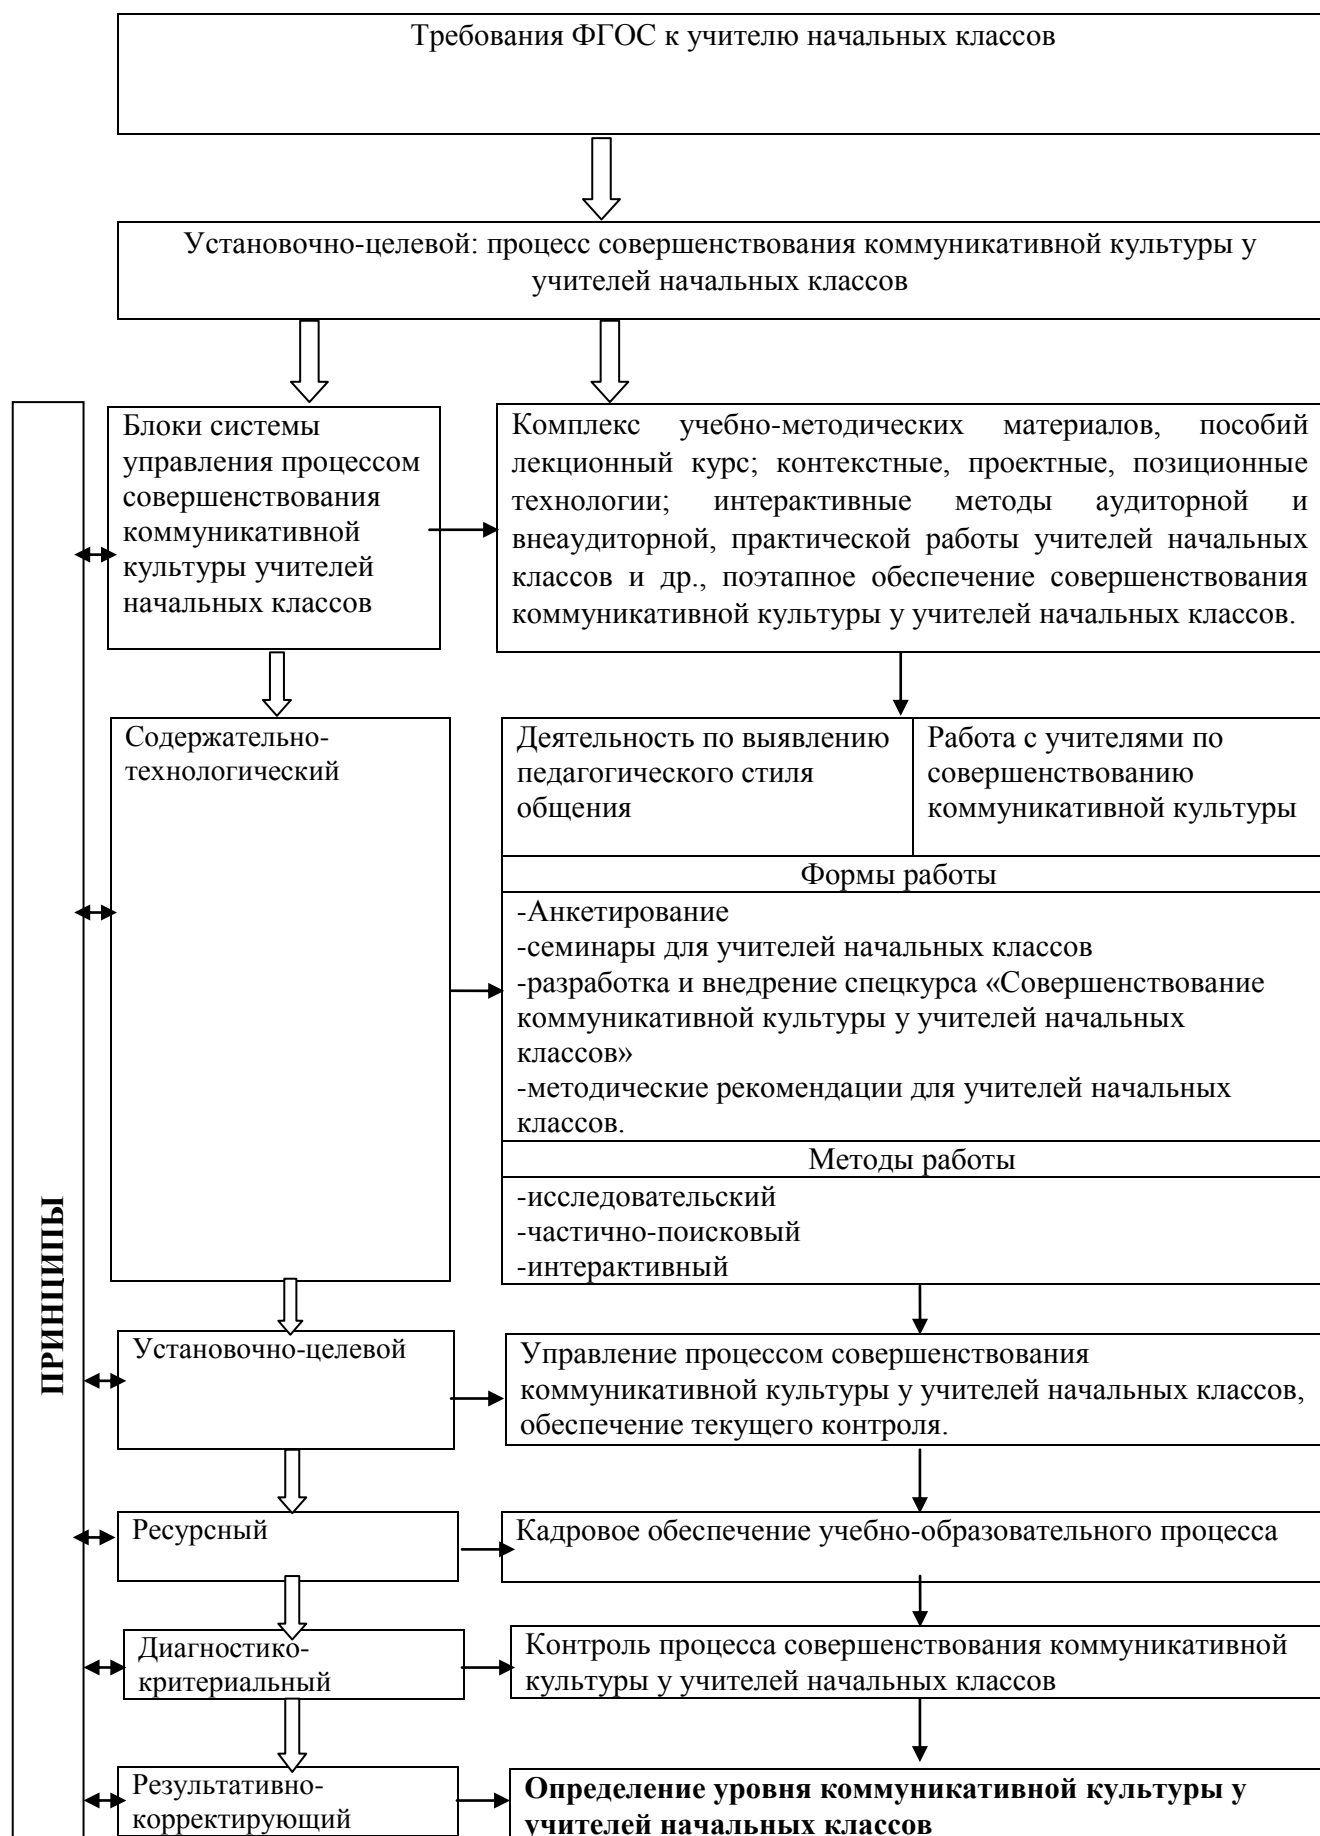 Требования ФГОС к учителю начальных классов
Установочно-целевой: процесс совершенствования коммуникативной культуры у
учителей начальных классов
Блоки системы
управления процессом
совершенствования
коммуникативной
культуры учителей
начальных классов
Комплекс учебно-методических материалов, пособий
лекционный курс; контекстные, проектные, позиционные
технологии; интерактивные методы аудиторной и
внеаудиторной, практической работы учителей начальных
классов и др., поэтапное обеспечение совершенствования
коммуникативной культуры у учителей начальных классов.
Содержательно-
технологический
Деятельность по выявлению
педагогического стиля
общения
Работа с учителями по
совершенствованию
коммуникативной культуры
Формы работы
-Анкетирование
-семинары для учителей начальных классов
-разработка и внедрение спецкурса «Совершенствование
коммуникативной культуры у учителей начальных
классов»
-методические рекомендации для учителей начальных
классов.
Методы работы
-исследовательский
-частично-поисковый
-интерактивный
ПРИНЦИПЫ
Установочно-целевой
Управление процессом совершенствования
коммуникативной культуры у учителей начальных классов,
обеспечение текущего контроля.
Ресурсный
Кадровое обеспечение учебно-образовательного процесса
Диагностико-
критериальный
Контроль процесса совершенствования коммуникативной
культуры у учителей начальных классов
Результативно-
корректирующий
Определение уровня коммуникативной культуры у
учителей начальных классов